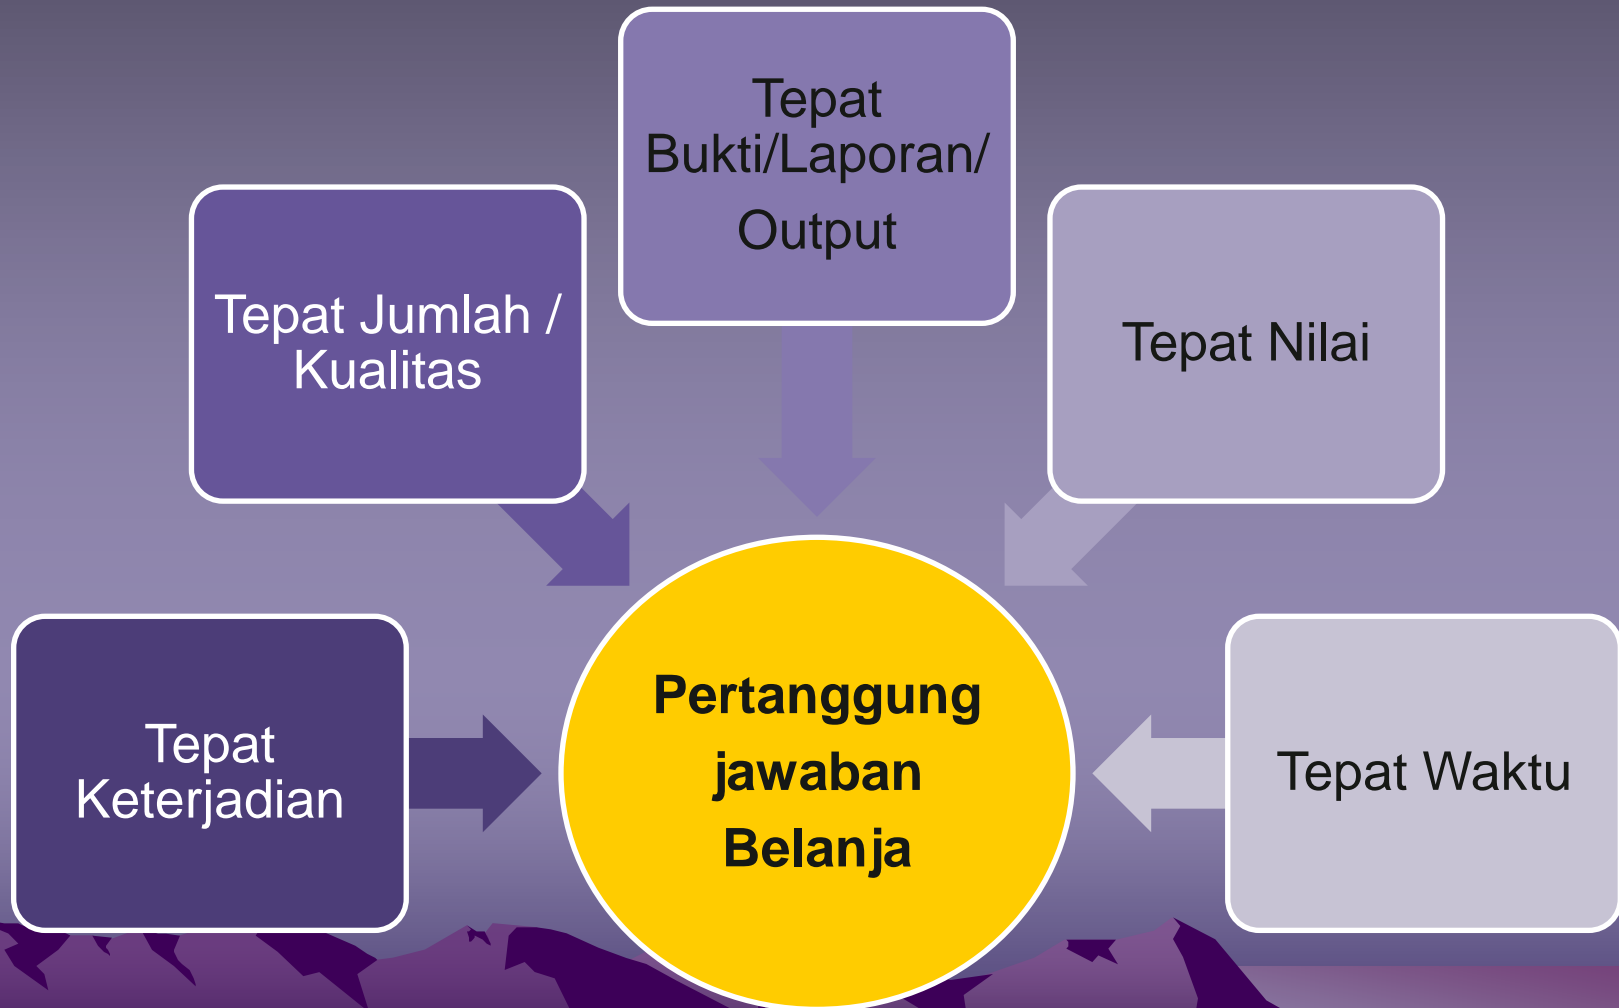 Tepat
Bukti/Laporan/
Output
Tepat Jumlah /
Kualitas
Tepat Nilai
Tepat
Keterjadian
Pertanggung
jawaban
Belanja
Tepat Waktu